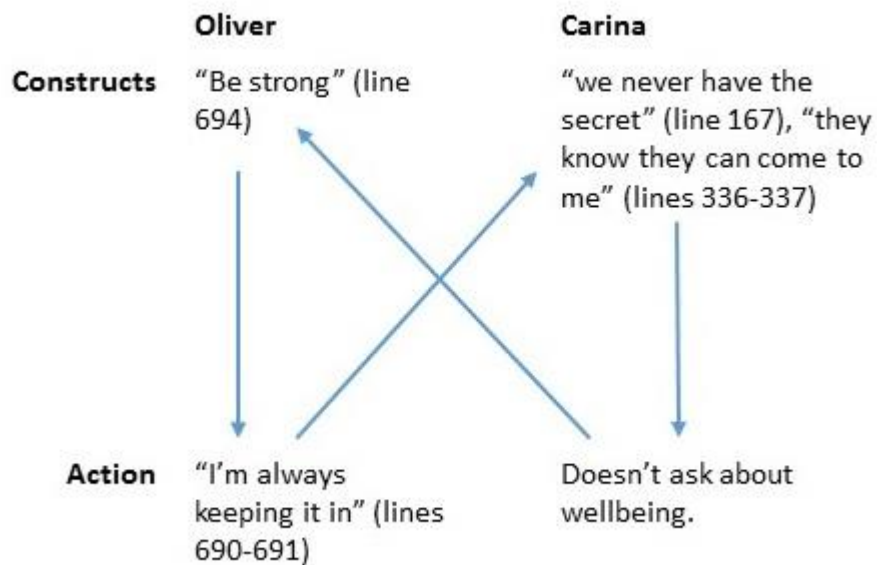 Oliver
Carina
Constructs
“Be strong” (line
694)
“we never have the
secret” (line 167), “they
know they can come to
me” (lines 336-337)
Action
“I’m always
keeping it in” (lines
690-691)
Doesn’t ask about
wellbeing.